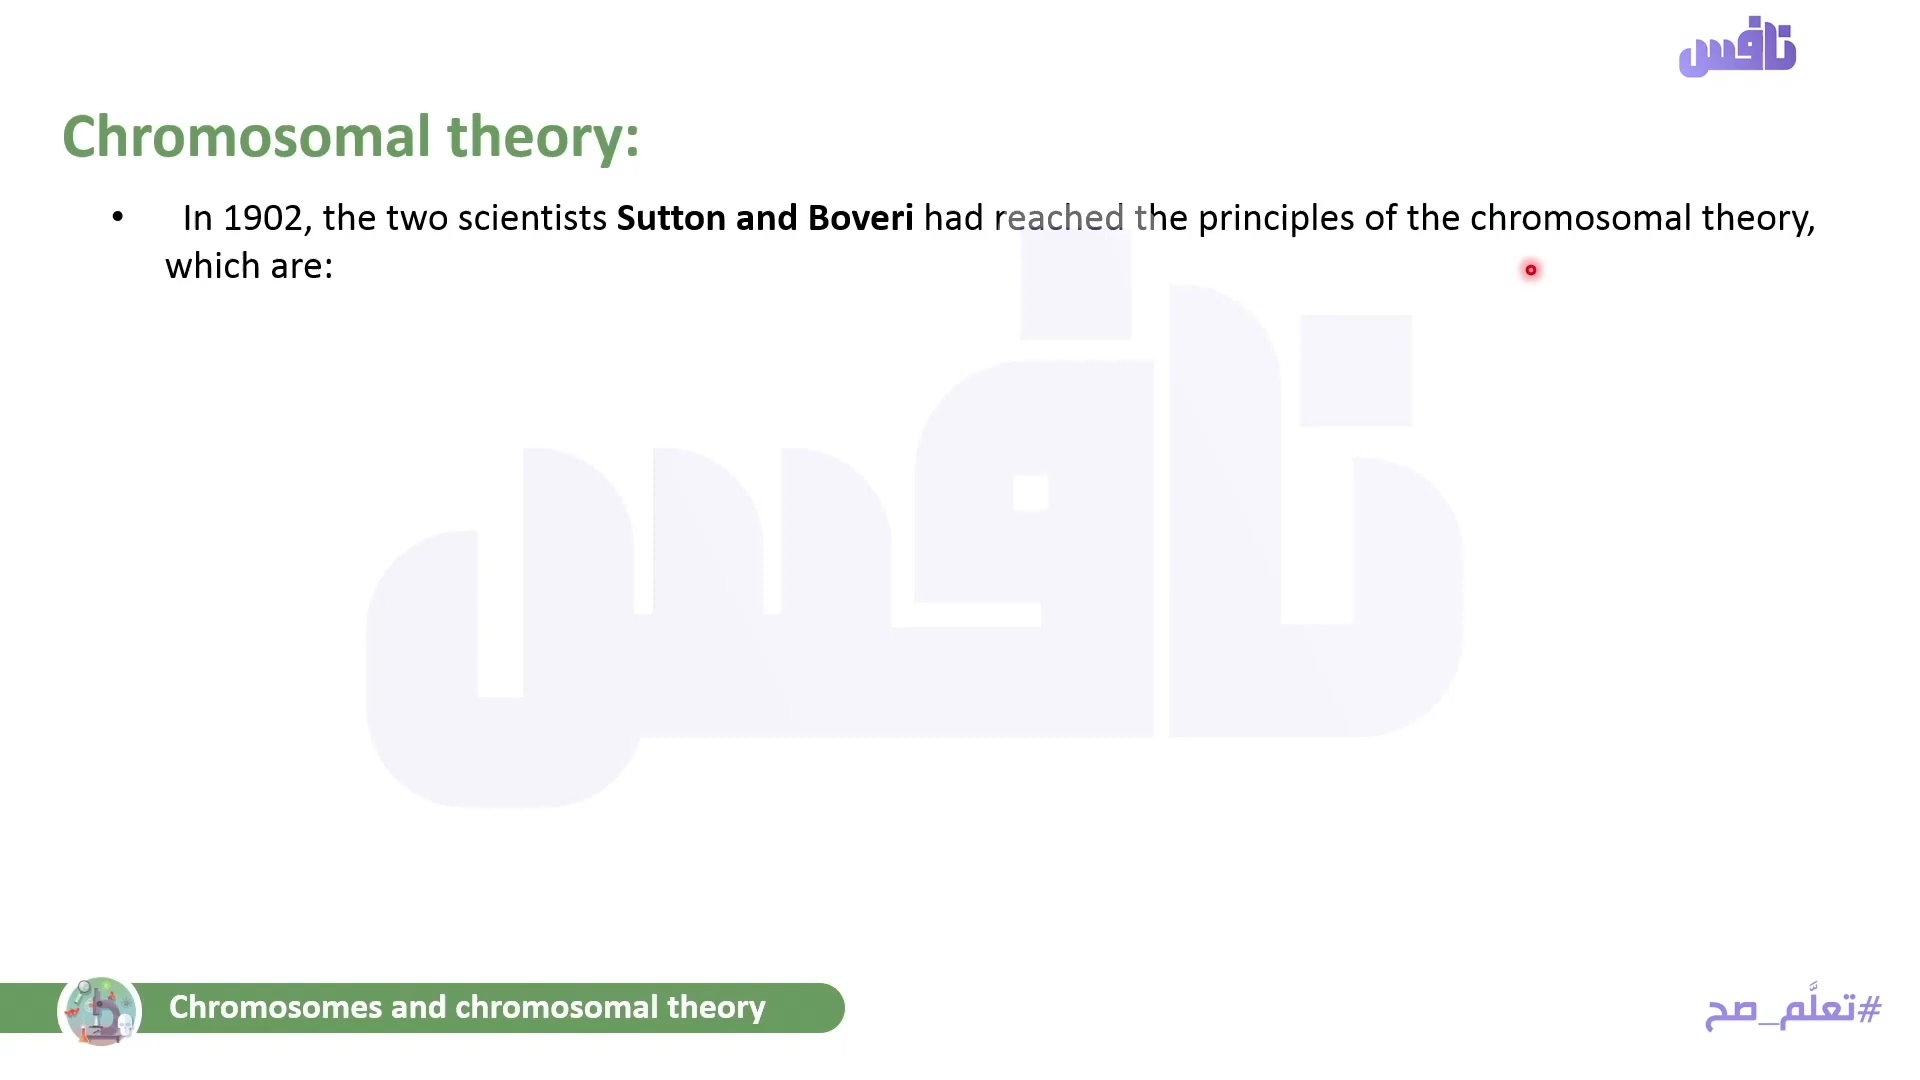 نافس
Chromosomal theory:
• In 1902, the two scientists Sutton and Boveri had reached the principles of the chromosomal theory,
which are:
نافس
Chromosomes and chromosomal theory
#تعلَّم_صح